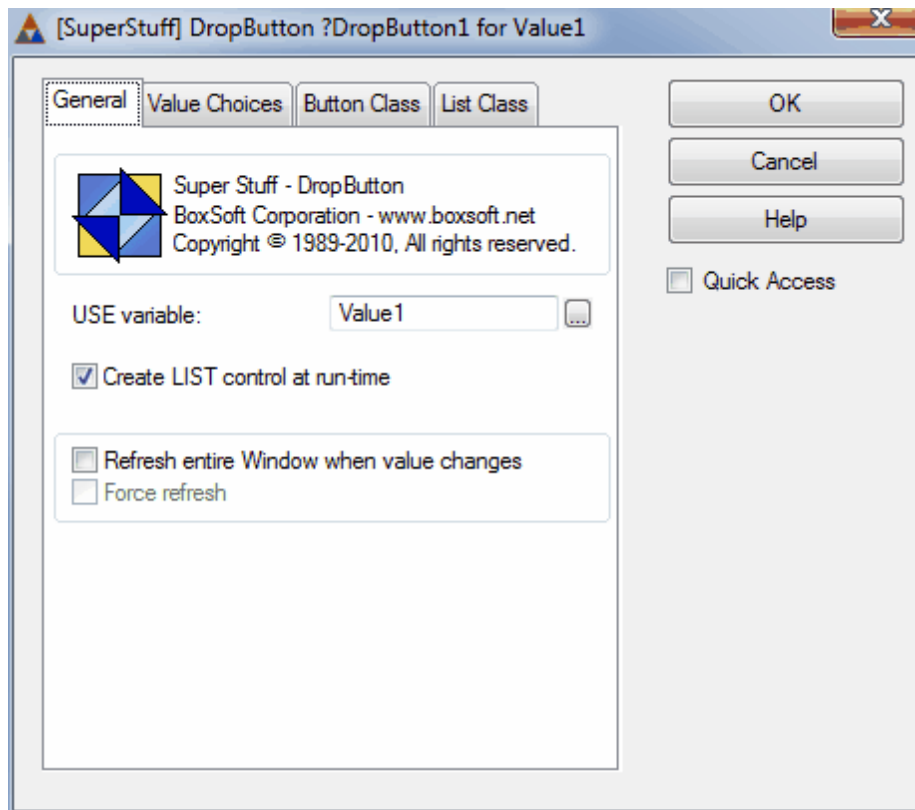 [SuperStuff] DropButton ?DropButton1 for Value1
General
Value Choices
Button Class
List Class
OK
Cancel
Help
Quick Access
Super Stuff - DropButton
BoxSoft Corporation - www.boxsoft.net
Copyright © 1989-2010, All rights reserved.
USE variable:
Value1
...
Create LIST control at run-time
Refresh entire Window when value changes
Force refresh